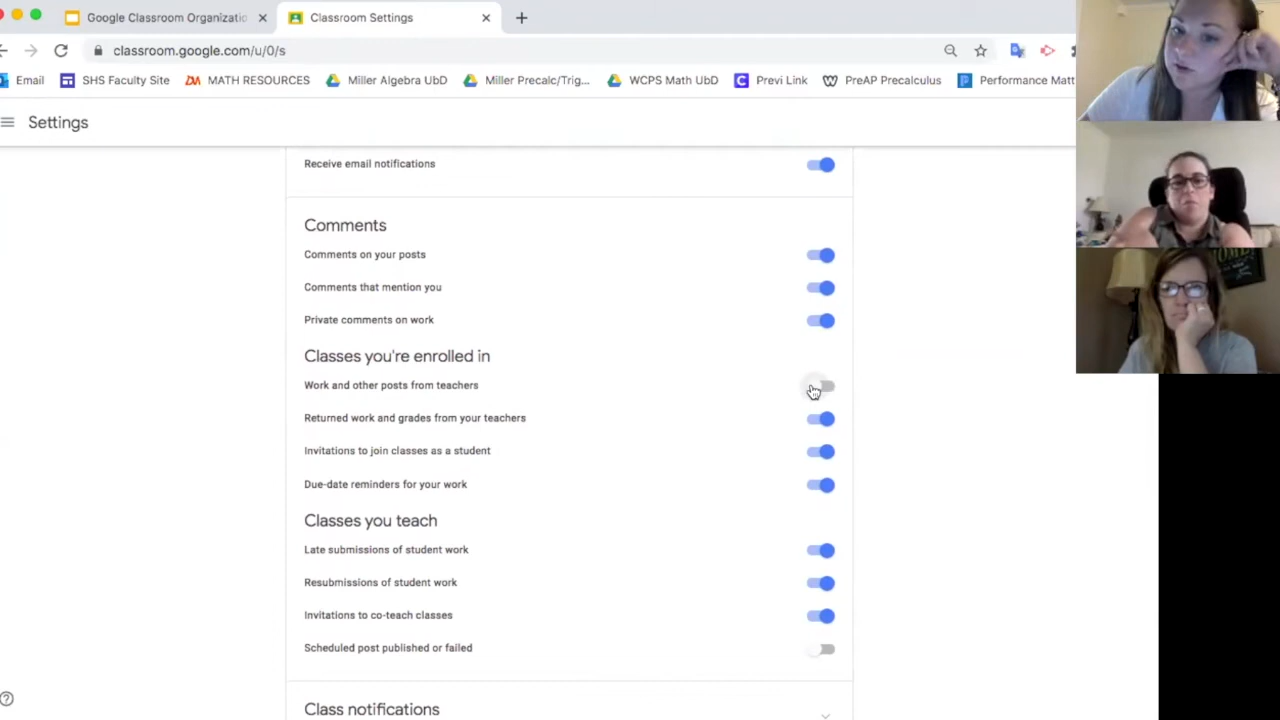 Google Classroom Organizatio
Classroom Settings
classroom.google.com/u/0/s
Email SHS Faculty Site MATH RESOURCES Miller Algebra UbD Miller Precalc/Trig... WCPS Math UbD Previ Link PreAP Precalculus Performance Matt
Settings
Receive email notifications
Comments
Comments on your posts
Comments that mention you
Private comments on work
Classes you're enrolled in
Work and other posts from teachers
Returned work and grades from your teachers
Invitations to join classes as a student
Due-date reminders for your work
Classes you teach
Late submissions of student work
Resubmissions of student work
Invitations to co-teach classes
Scheduled post published or failed
Class notifications